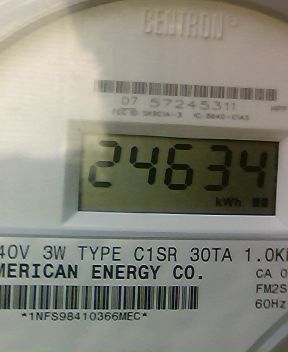 CENTRON
07 57245311
24634
kWh
40V 3W TYPE C1SR 30TA 1.0K
MERICAN ENERGY CO.
CA 0
FM2S
60Hz
*1NFS98410366MEC*